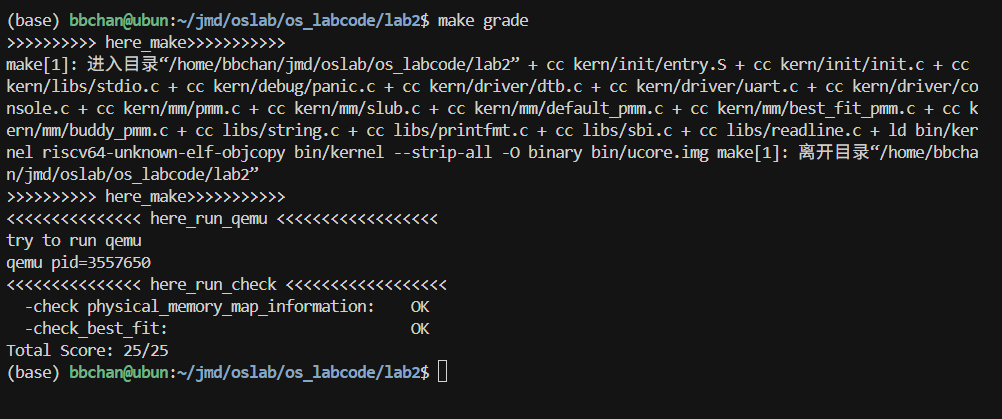 (base) bbchan@ubun:~/jmd/oslab/os_labcode/lab2$ make grade
>>>>>>>>>> here_make>>>>>>>>>>>
make[1]: 进入目录“/home/bbchan/jmd/oslab/os_labcode/lab2” + cc kern/init/entry.S + cc kern/init/init.c + cc
kern/libs/stdio.c + cc kern/debug/panic.c + cc kern/driver/dtb.c + cc kern/driver/uart.c + cc kern/driver/co
nsole.c + cc kern/mm/pmm.c + cc kern/mm/slub.c + cc kern/mm/default_pmm.c + cc kern/mm/best_fit_pmm.c + cc k
ern/mm/buddy_pmm.c + cc libs/string.c + cc libs/printfmt.c + cc libs/sbi.c + cc libs/readline.c + ld bin/ker
nel riscv64-unknown-elf-objcopy bin/kernel --strip-all -O binary bin/ucore.img make[1]: 离开目录“/home/bbcha
n/jmd/oslab/os_labcode/lab2”
>>>>>>>>>> here_make>>>>>>>>>>>
<<<<<<<<<<<<<<< here_run_qemu <<<<<<<<<<<<<<<<<<
try to run qemu
qemu pid=3557650
<<<<<<<<<<<<<<< here_run_check <<<<<<<<<<<<<<<<<<
  -check physical_memory_map_information:    OK
  -check_best_fit:                           OK
Total Score: 25/25
(base) bbchan@ubun:~/jmd/oslab/os_labcode/lab2$